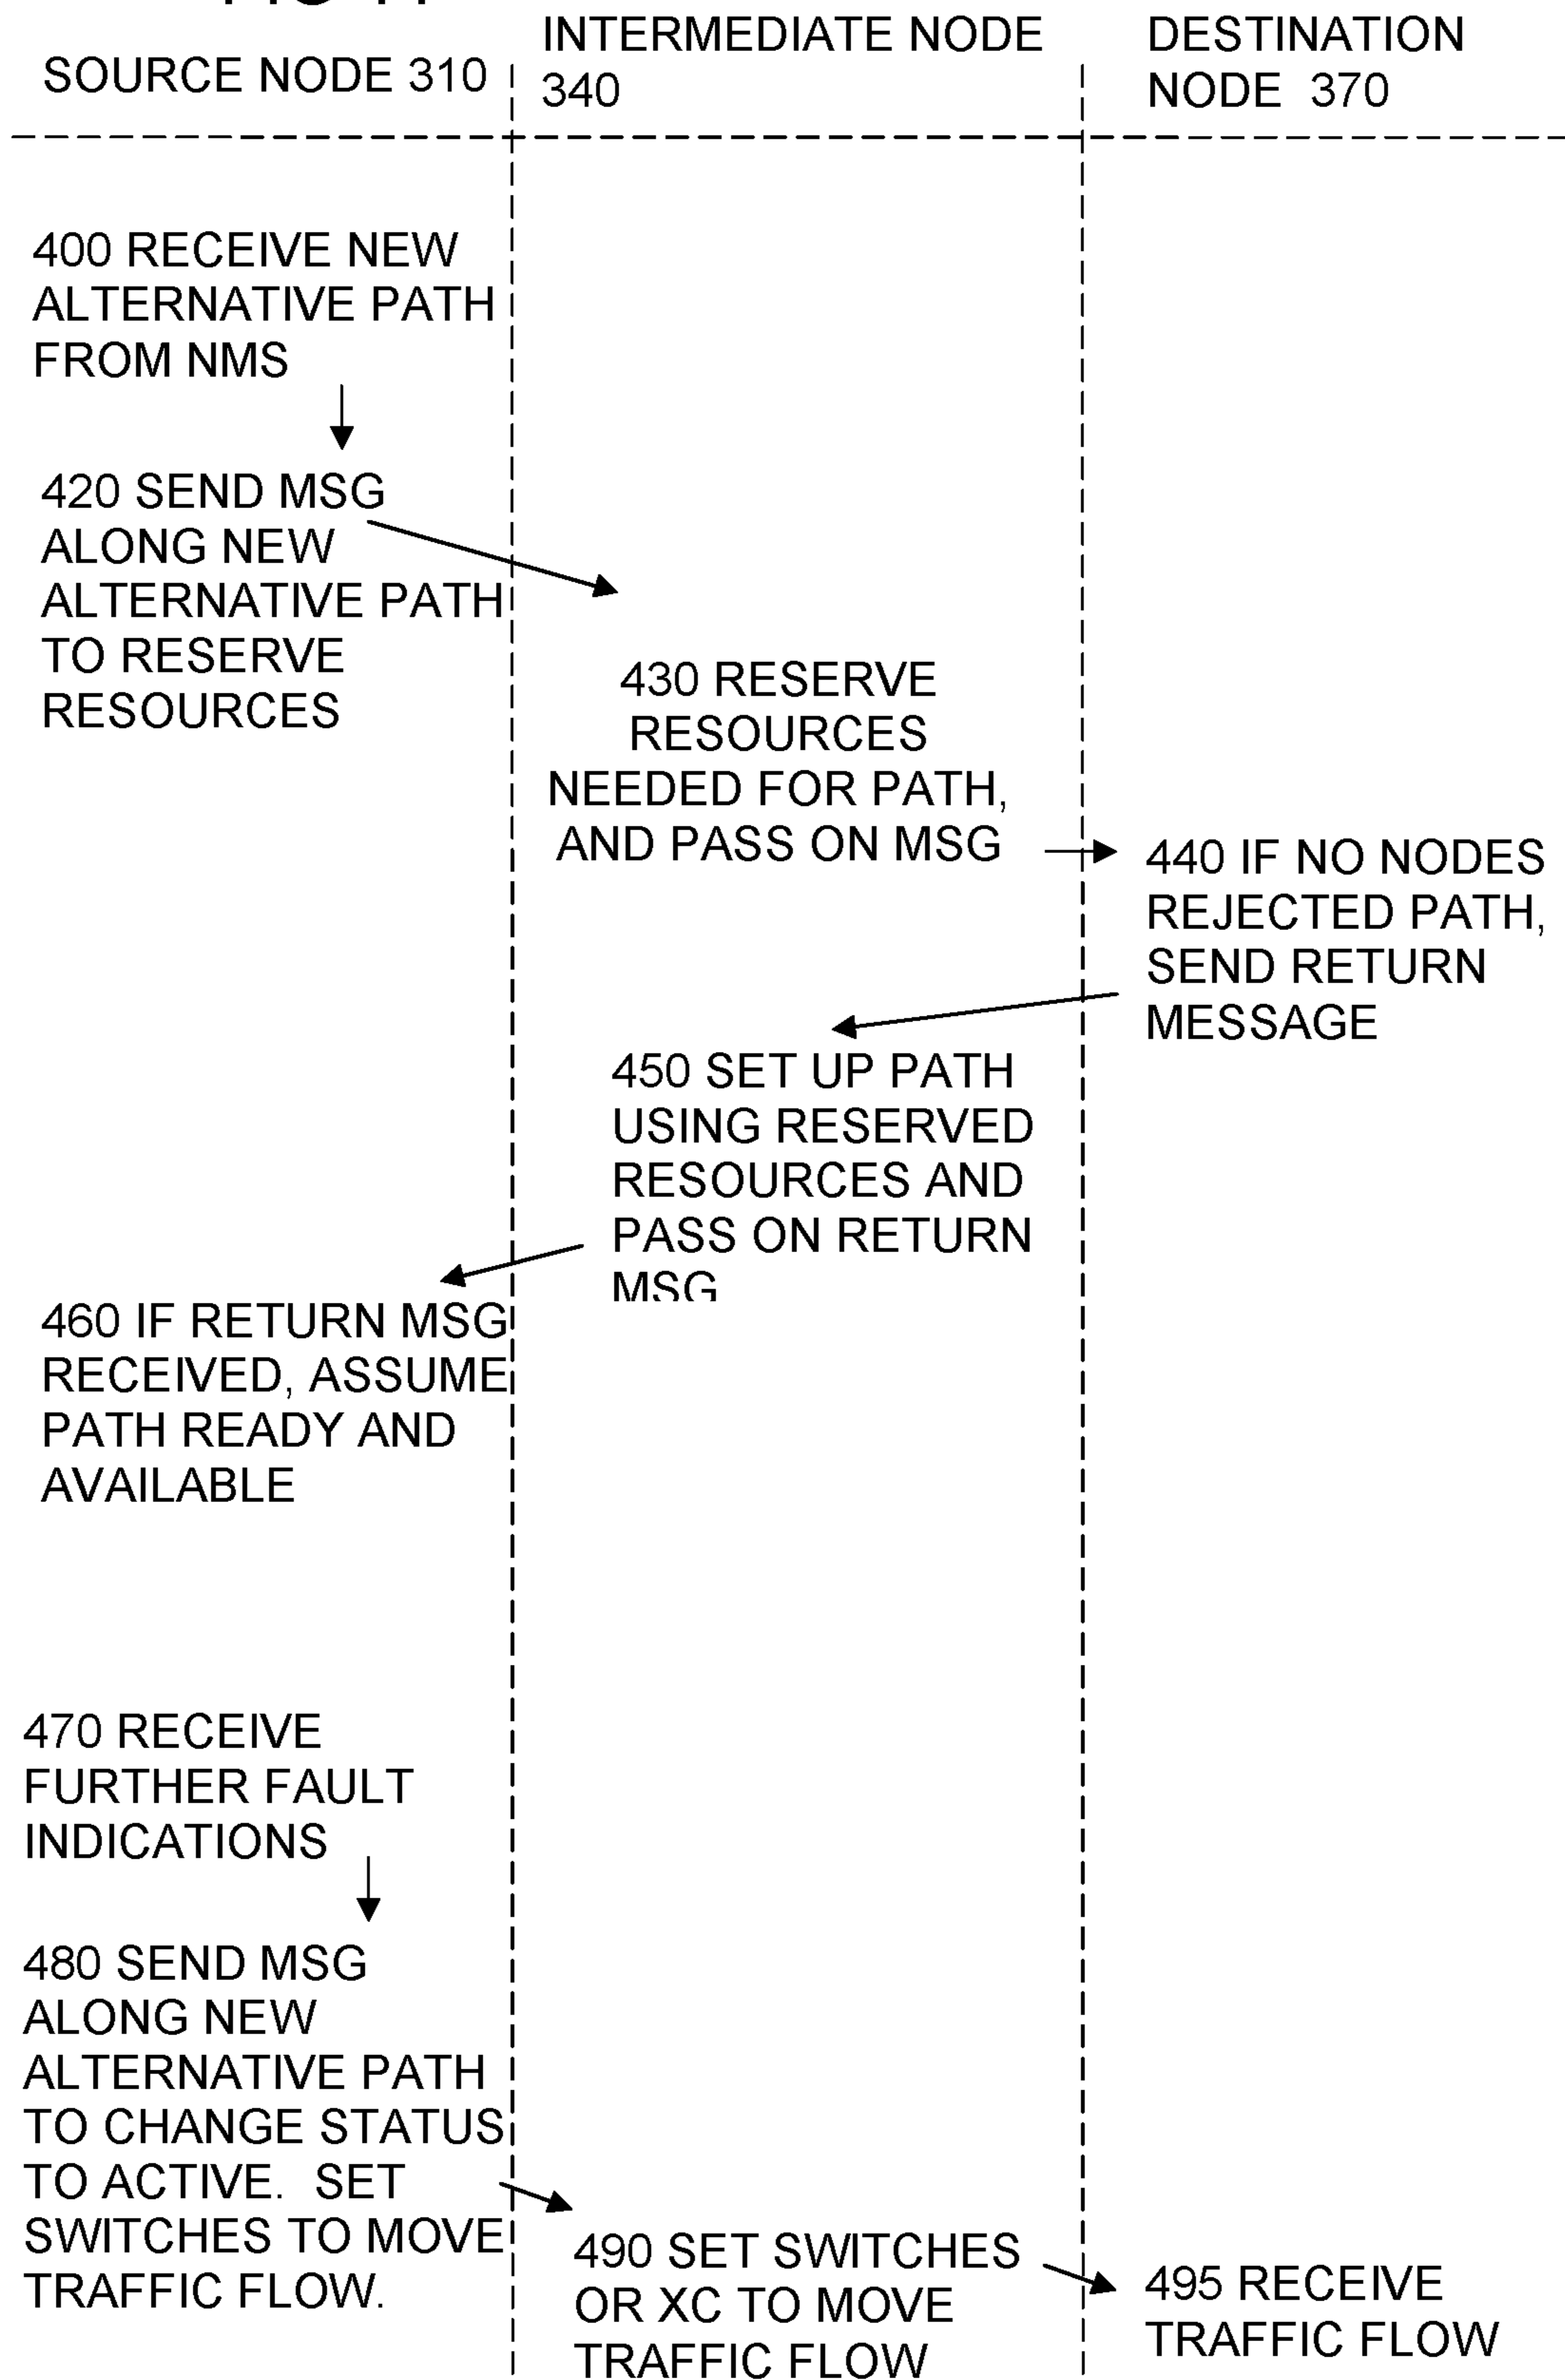 SOURCE NODE 310
INTERMEDIATE NODE
340
DESTINATION
NODE 370
400 RECEIVE NEW
ALTERNATIVE PATH
FROM NMS
420 SEND MSG
ALONG NEW
ALTERNATIVE PATH
TO RESERVE
RESOURCES
430 RESERVE
RESOURCES
NEEDED FOR PATH,
AND PASS ON MSG
440 IF NO NODES
REJECTED PATH,
SEND RETURN
MESSAGE
450 SET UP PATH
USING RESERVED
RESOURCES AND
PASS ON RETURN
MSG
460 IF RETURN MSG
RECEIVED, ASSUME
PATH READY AND
AVAILABLE
470 RECEIVE
FURTHER FAULT
INDICATIONS
480 SEND MSG
ALONG NEW
ALTERNATIVE PATH
TO CHANGE STATUS
TO ACTIVE. SET
SWITCHES TO MOVE
TRAFFIC FLOW.
490 SET SWITCHES
OR XC TO MOVE
TRAFFIC FLOW
495 RECEIVE
TRAFFIC FLOW